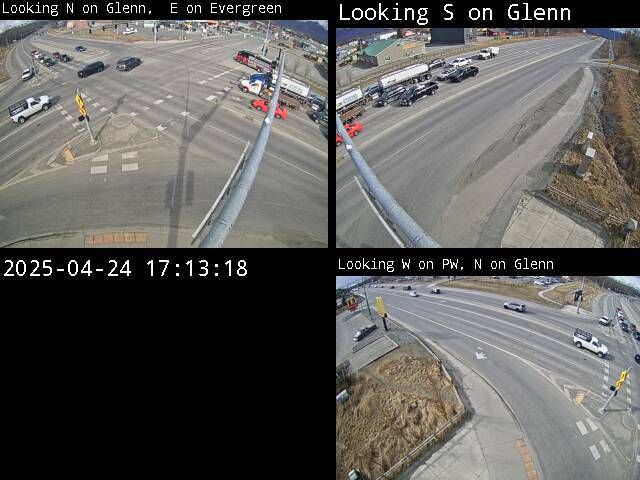 Looking N on Glenn,  E on Evergreen
Looking S on Glenn
2025-04-24 17:13:18
Looking W on PW, N on Glenn